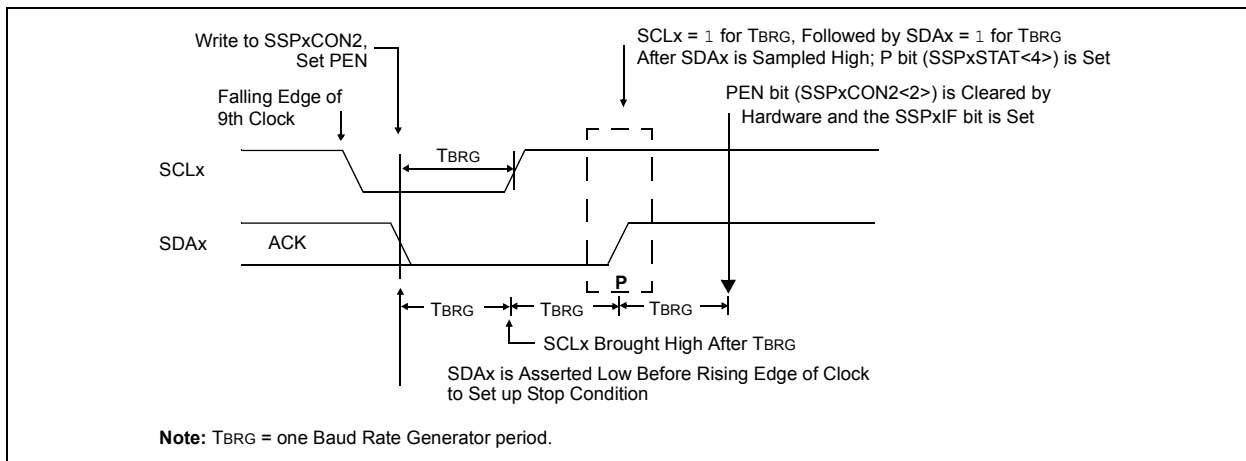 Write to SSPxCON2,
Set PEN
SCLx = 1 for TBRG, Followed by SDAx = 1 for TBRG
After SDAx is Sampled High; P bit (SSPxSTAT<4>) is Set
PEN bit (SSPxCON2<2>) is Cleared by
Hardware and the SSPxIF bit is Set
Falling Edge of
9th Clock
TBRG
SCLx
SDAx
ACK
P
TBRG
TBRG
TBRG
SCLx Brought High After TBRG
SDAx is Asserted Low Before Rising Edge of Clock
to Set up Stop Condition
Note: TBRG = one Baud Rate Generator period.